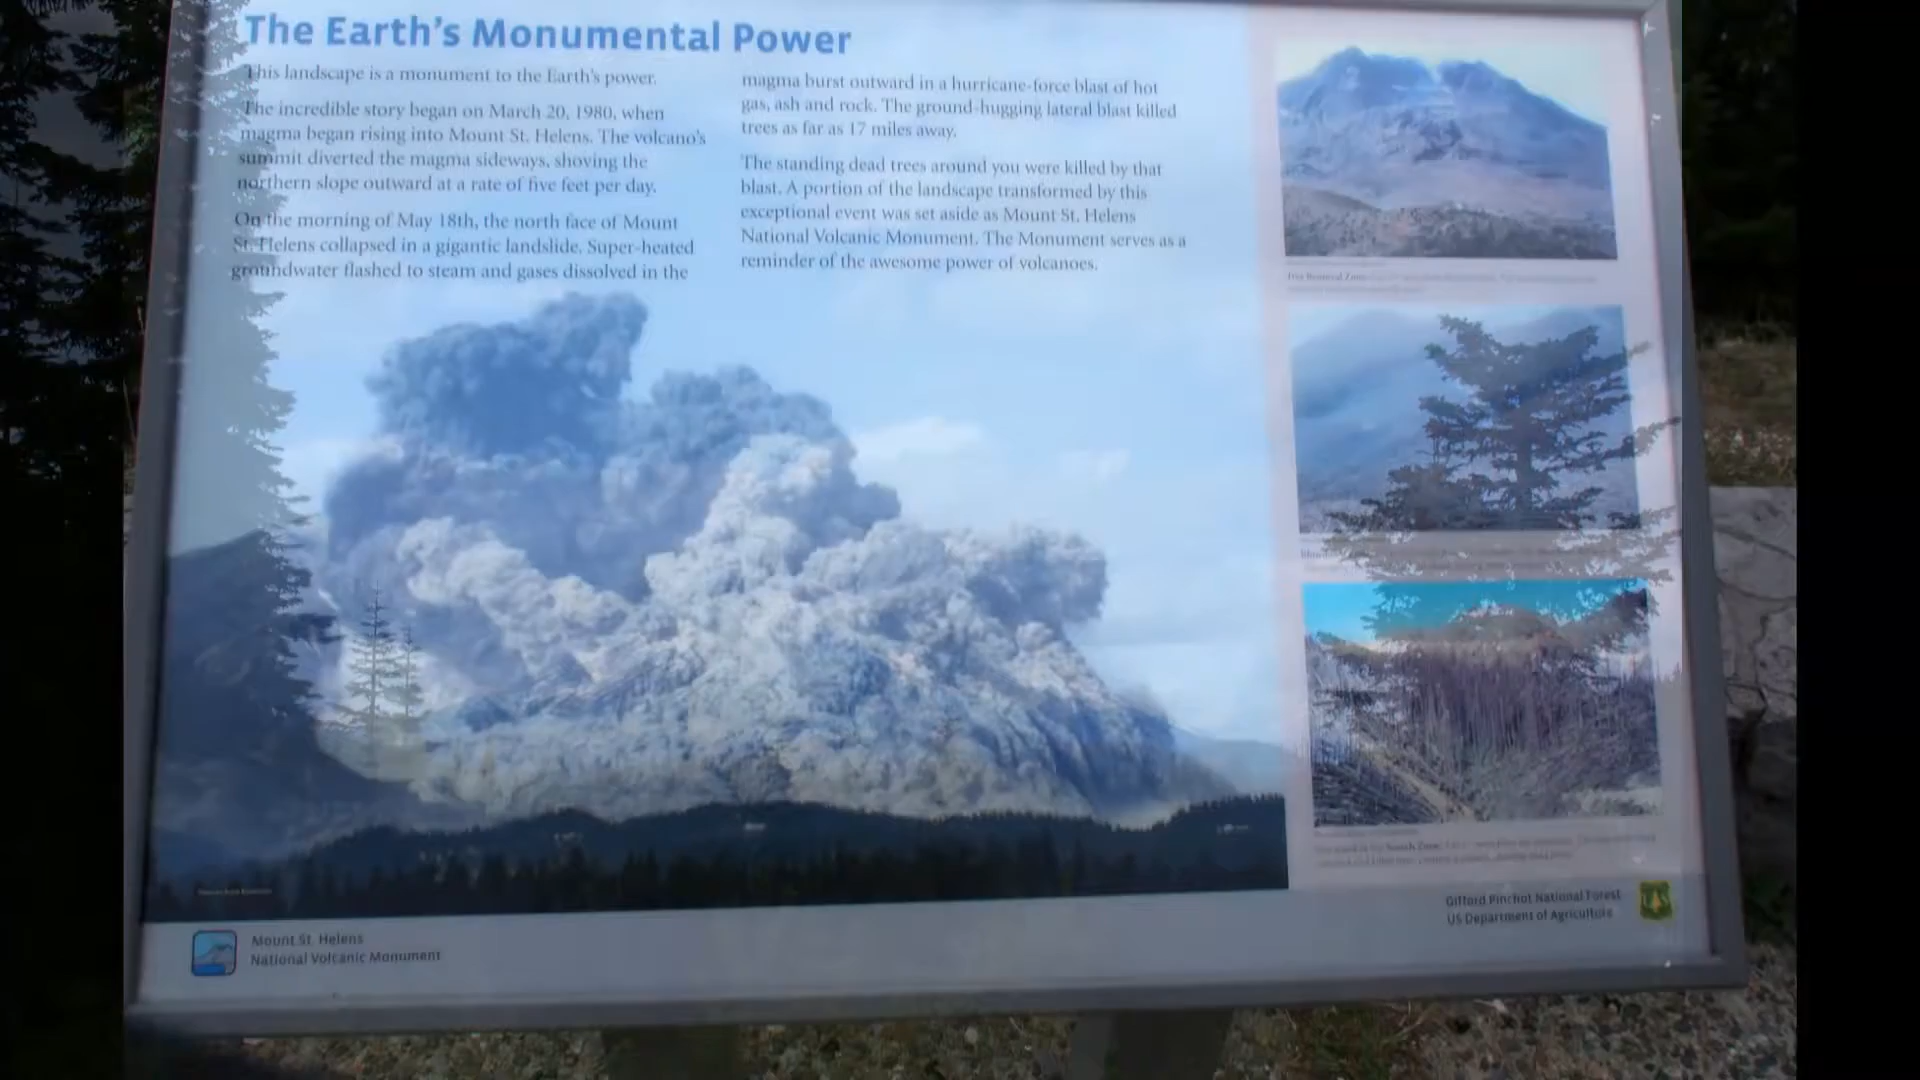 The Earth's Monumental Power
This landscape is a monument to the Earth's power.
The incredible story began on March 20, 1980, when
magma began rising into Mount St. Helens. The volcano's
summit diverted the magma sideways, shoving the
northern slope outward at a rate of five feet per day.
On the morning of May 18th, the north face of Mount
St. Helens collapsed in a gigantic landslide. Super-heated
groundwater flashed to steam and gases dissolved in the
magma burst outward in a hurricane-force blast of hot
gas, ash and rock. The ground-hugging lateral blast killed
trees as far as 17 miles away.
The standing dead trees around you were killed by that
blast. A portion of the landscape transformed by this
exceptional event was set aside as Mount St. Helens
National Volcanic Monument. The Monument serves as a
reminder of the awesome power of volcanoes.
Tree Removal Zone
Zone
Mount St. Helens
National Volcanic Monument
Gifford Pinchot National Forest
US Department of Agriculture